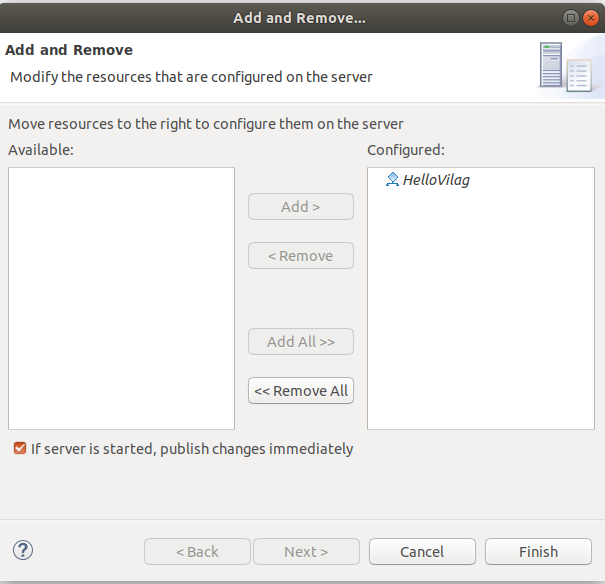 Add and Remove...
Add and Remove
Modify the resources that are configured on the server
Move resources to the right to configure them on the server
Available:
Configured:
HelloVilag
Add >
< Remove
Add All >>
<< Remove All
If server is started, publish changes immediately
?
< Back
Next >
Cancel
Finish